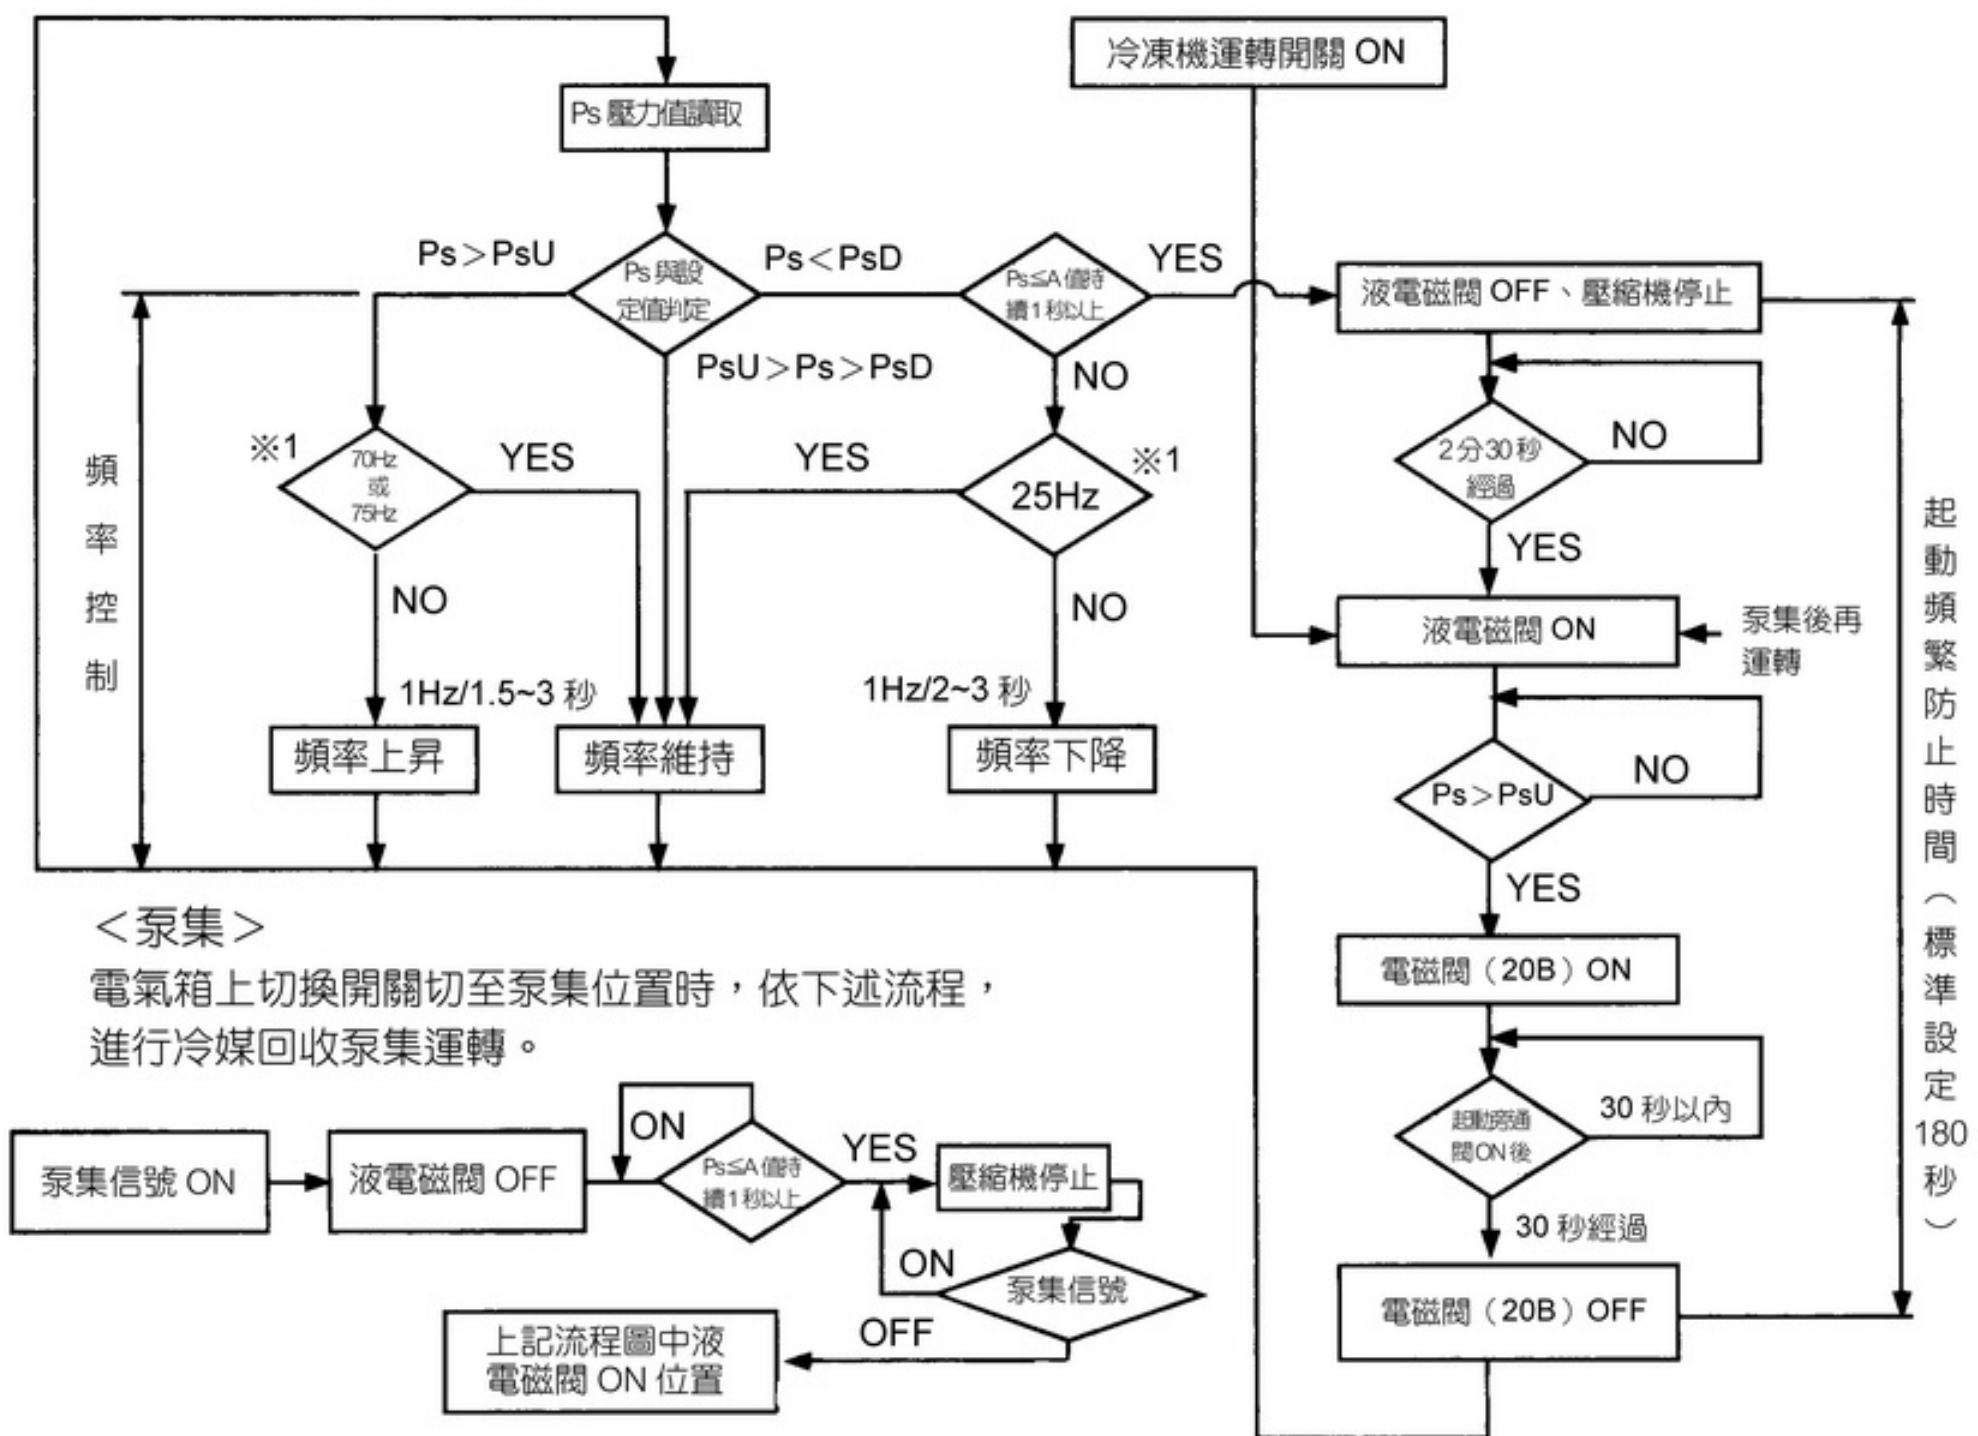 冷凍機運轉開關 ON
Ps 壓力值讀取
Ps＞PsU
Ps 與設
定值判定
Ps＜PsD
Ps≤A 值持
續1秒以上
YES
液電磁閥 OFF、壓縮機停止
PsU＞Ps＞PsD
NO
2分30秒
經過
NO
YES
※1
70Hz
或
75Hz
YES
YES
25Hz
※1
NO
NO
頻率控制
1Hz/1.5~3 秒
1Hz/2~3 秒
頻率上昇
頻率維持
頻率下降
液電磁閥 ON
泵集後再
運轉
Ps＞PsU
NO
YES
電磁閥（20B）ON
起動旁通
閥ON後
30 秒以內
30 秒經過
電磁閥（20B）OFF
起動頻繁防止時間（標準設定180秒）
＜泵集＞
電氣箱上切換開關切至泵集位置時，依下述流程，
進行冷媒回收泵集運轉。
泵集信號 ON
液電磁閥 OFF
ON
Ps≤A 值持
續1秒以上
YES
壓縮機停止
ON
泵集信號
OFF
上記流程圖中液
電磁閥 ON 位置